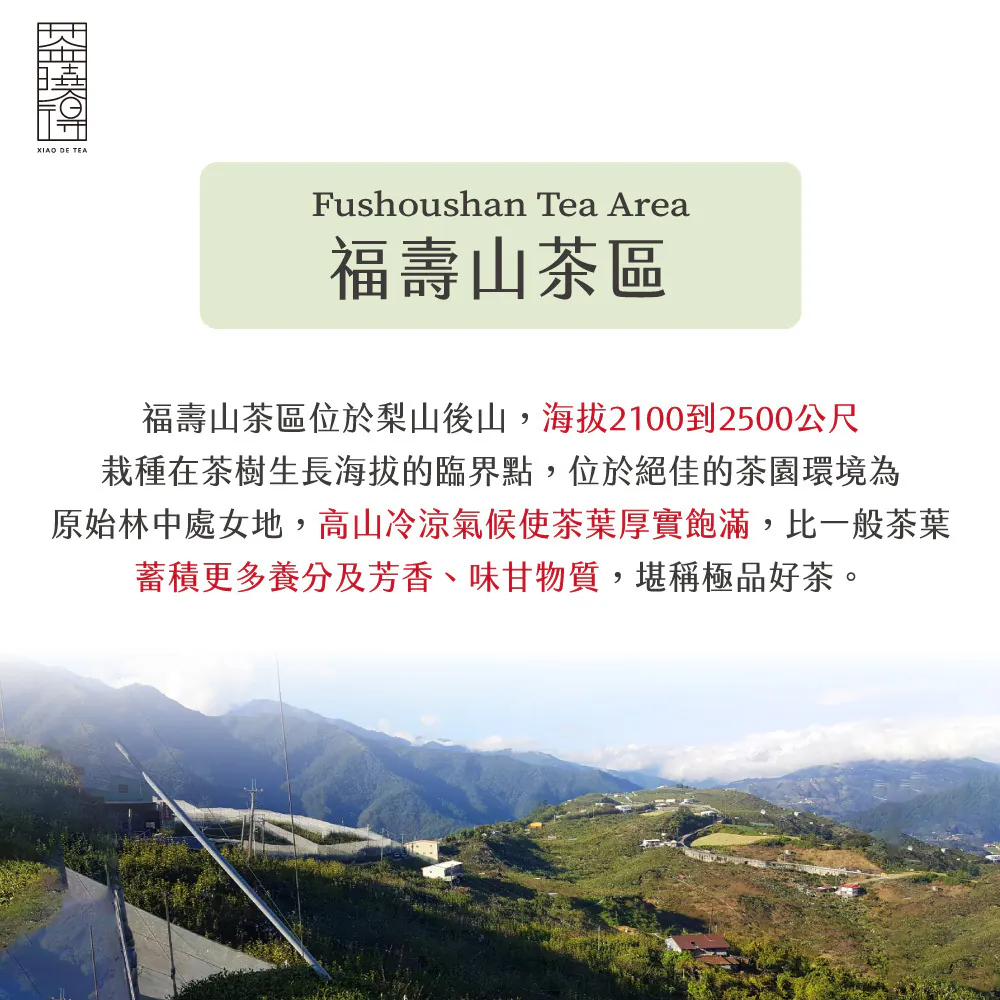 茶曉得
XIAO DE TEA
Fushoushan Tea Area
福壽山茶區
福壽山茶區位於梨山後山，海拔2100到2500公尺
栽種在茶樹生長海拔的臨界點，位於絕佳的茶園環境為
原始林中處女地，高山冷涼氣候使茶葉厚實飽滿，比一般茶葉
蓄積更多養分及芳香、味甘物質，堪稱極品好茶。